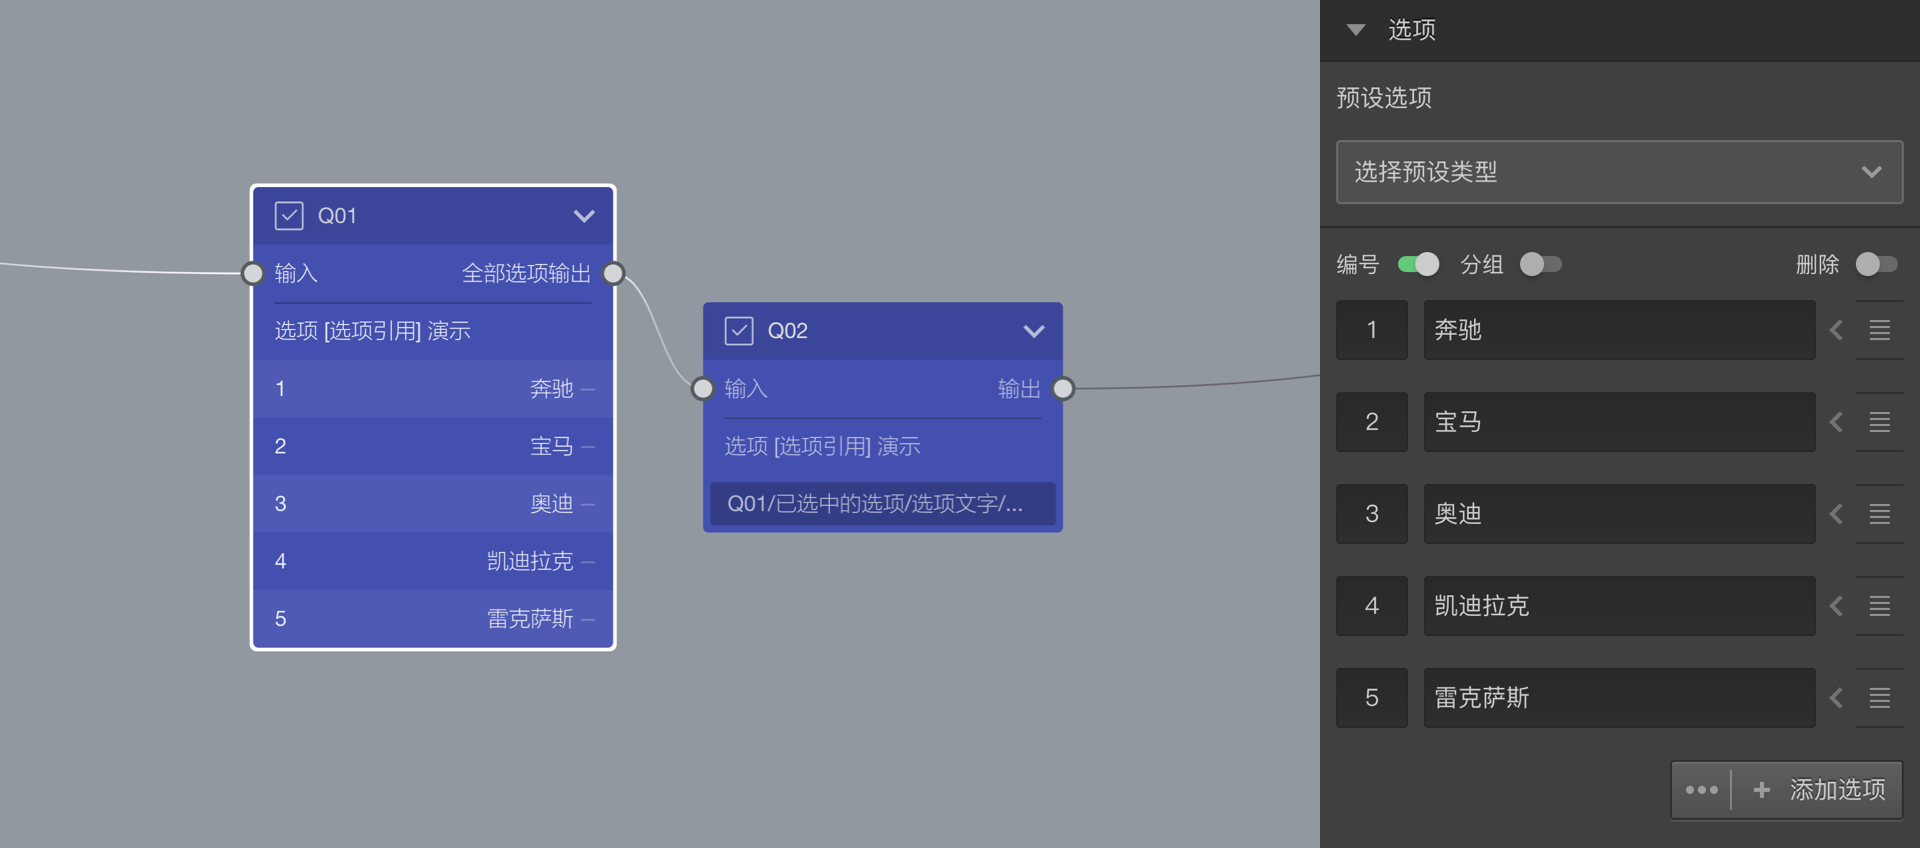 Q01
输入 全部选项输出
选项 [选项引用] 演示
1 奔驰
2 宝马
3 奥迪
4 凯迪拉克
5 雷克萨斯
Q02
输入 输出
选项 [选项引用] 演示
Q01/已选中的选项/选项文字/...
选项
预设选项
选择预设类型
编号 分组 删除
1 奔驰
2 宝马
3 奥迪
4 凯迪拉克
5 雷克萨斯
••• + 添加选项